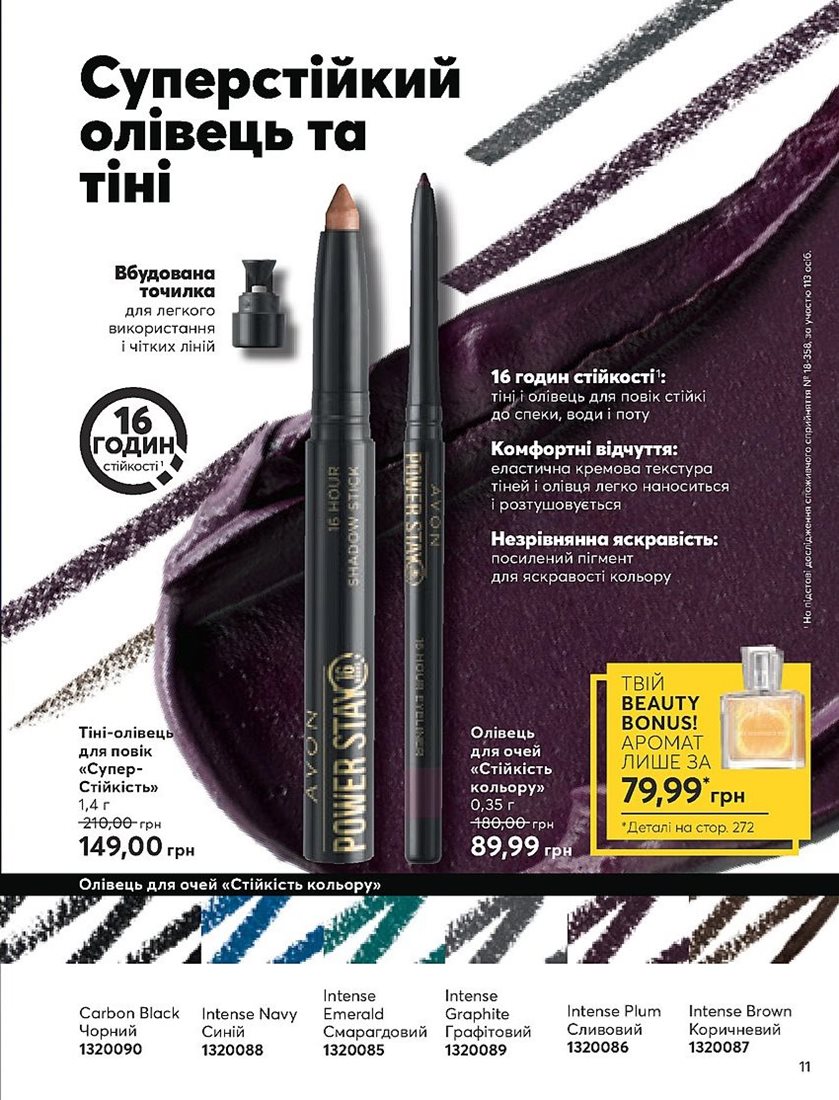 Суперстійкий
олівець та
тіні
Вбудована
точилка
для легкого
використання
і чітких ліній
16
ГОДИН
СТІЙКОСТІ¹
16 HOUR
SHADOW STICK
AVON
POWER STAY 16
AVON
POWER STAY 16
16 HOUR EYELINER
16 годин стійкості¹:
тіні і олівець для повік стійкі
до спеки, води і поту
Комфортні відчуття:
еластична кремова текстура
тіней і олівця легко наноситься
і розтушовується
Незрівнянна яскравість:
посилений пігмент
для яскравості кольору
¹ На підставі дослідження споживчого сприйняття № 18-358, за участю 113 осіб.
Тіні-олівець
для повік
«Супер-
Стійкість»
1,4 г
210,00 грн
149,00 грн
Олівець
для очей
«Стійкість
кольору»
0,35 г
180,00 грн
89,99 грн
ТВІЙ
BEAUTY
BONUS!
АРОМАТ
ЛИШЕ ЗА
79,99* грн
*Деталі на стор. 272
Олівець для очей «Стійкість кольору»
Carbon Black
Чорний
1320090
Intense Navy
Синій
1320088
Intense
Emerald
Смарагдовий
1320085
Intense
Graphite
Графітовий
1320089
Intense Plum
Сливовий
1320086
Intense Brown
Коричневий
1320087
11